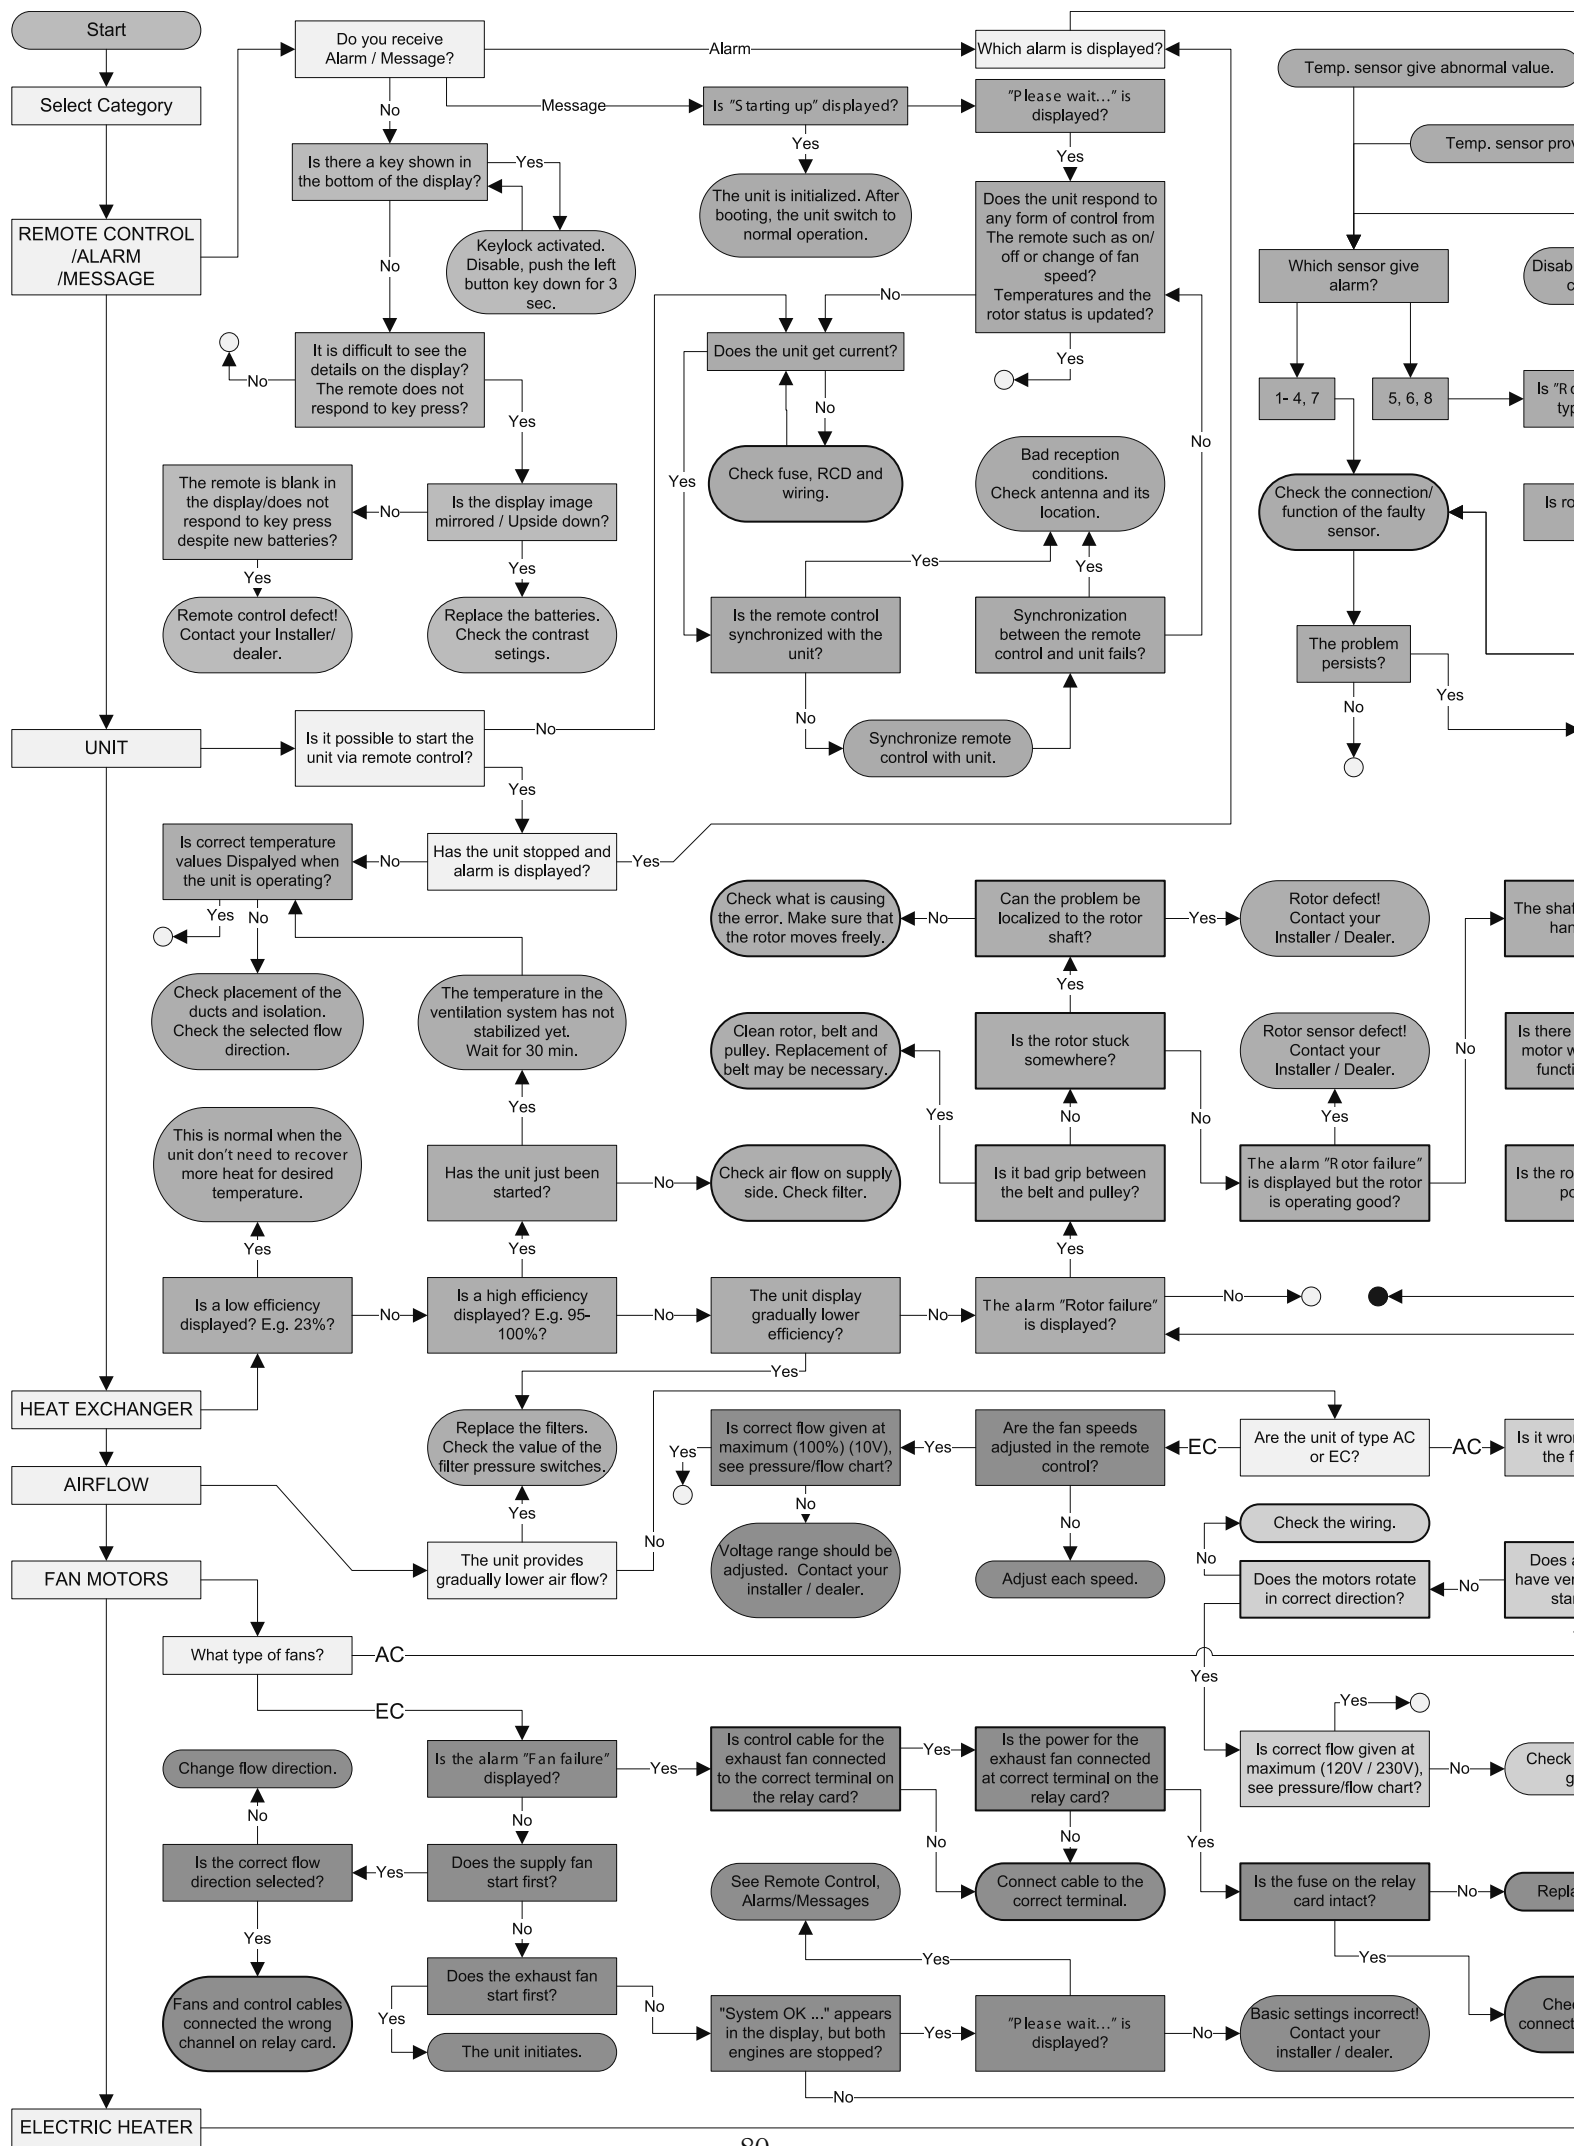 Start
Select Category
REMOTE CONTROL
/ALARM
/MESSAGE
Do you receive
Alarm / Message?
Alarm
Which alarm is displayed?
No
Message
Is "Starting up" displayed?
"Please wait..." is
displayed?
Yes
Yes
The unit is initialized. After
booting, the unit switch to
normal operation.
Is there a key shown in
the bottom of the display?
Yes
Keylock activated.
Disable, push the left
button key down for 3
sec.
No
Does the unit respond to
any form of control from
The remote such as on/
off or change of fan
speed?
Temperatures and the
rotor status is updated?
No
Yes
It is difficult to see the
details on the display?
The remote does not
respond to key press?
No
Yes
Does the unit get current?
No
Yes
Check fuse, RCD and
wiring.
Bad reception
conditions.
Check antenna and its
location.
No
The remote is blank in
the display/does not
respond to key press
despite new batteries?
No
Is the display image
mirrored / Upside down?
Yes
Yes
Remote control defect!
Contact your Installer/
dealer.
Replace the batteries.
Check the contrast
setings.
Yes
Yes
Is the remote control
synchronized with the
unit?
Synchronization
between the remote
control and unit fails?
No
Synchronize remote
control with unit.
Temp. sensor give abnormal value.
Temp. sensor
Which sensor give
alarm?
1- 4, 7
5, 6, 8
Is
Check the connection/
function of the faulty
sensor.
Is
The problem
persists?
No
Yes
UNIT
Is it possible to start the
unit via remote control?
No
Yes
Is correct temperature
values Dispalyed when
the unit is operating?
No
Has the unit stopped and
alarm is displayed?
Yes
Yes
No
Check placement of the
ducts and isolation.
Check the selected flow
direction.
The temperature in the
ventilation system has not
stabilized yet.
Wait for 30 min.
Yes
Check what is causing
the error. Make sure that
the rotor moves freely.
No
Can the problem be
localized to the rotor
shaft?
Yes
Rotor defect!
Contact your
Installer / Dealer.
The
Yes
Clean rotor, belt and
pulley. Replacement of
belt may be necessary.
Is the rotor stuck
somewhere?
Rotor sensor defect!
Contact your
Installer / Dealer.
No
Is there
motor
Yes
No
No
Yes
This is normal when the
unit don't need to recover
more heat for desired
temperature.
Has the unit just been
started?
No
Check air flow on supply
side. Check filter.
Is it bad grip between
the belt and pulley?
The alarm "Rotor failure"
is displayed but the rotor
is operating good?
Is the
Yes
Yes
Yes
Is a low efficiency
displayed? E.g. 23%?
No
Is a high efficiency
displayed? E.g. 95-
100%?
No
The unit display
gradually lower
efficiency?
No
The alarm "Rotor failure"
is displayed?
No
Yes
HEAT EXCHANGER
Replace the filters.
Check the value of the
filter pressure switches.
Yes
Is correct flow given at
maximum (100%) (10V),
see pressure/flow chart?
Yes
Are the fan speeds
adjusted in the remote
control?
EC
Are the unit of type AC
or EC?
AC
Is it
the
AIRFLOW
Yes
No
No
No
Check the wiring.
FAN MOTORS
The unit provides
gradually lower air flow?
Voltage range should be
adjusted. Contact your
installer / dealer.
Adjust each speed.
No
Does the motors rotate
in correct direction?
No
Does
have
What type of fans?
AC
Yes
EC
Yes
Change flow direction.
Is the alarm "Fan failure"
displayed?
Yes
Is control cable for the
exhaust fan connected
to the correct terminal on
the relay card?
Yes
Is the power for the
exhaust fan connected
at correct terminal on the
relay card?
Is correct flow given at
maximum (120V / 230V),
see pressure/flow chart?
No
Check
No
No
No
No
Yes
Is the correct flow
direction selected?
Yes
Does the supply fan
start first?
See Remote Control,
Alarms/Messages
Connect cable to the
correct terminal.
Is the fuse on the relay
card intact?
No
Yes
No
Yes
Yes
Fans and control cables
connected the wrong
channel on relay card.
Does the exhaust fan
start first?
Yes
No
The unit initiates.
"System OK ..." appears
in the display, but both
engines are stopped?
Yes
"Please wait..." is
displayed?
No
Basic settings incorrect!
Contact your
installer / dealer.
No
ELECTRIC HEATER